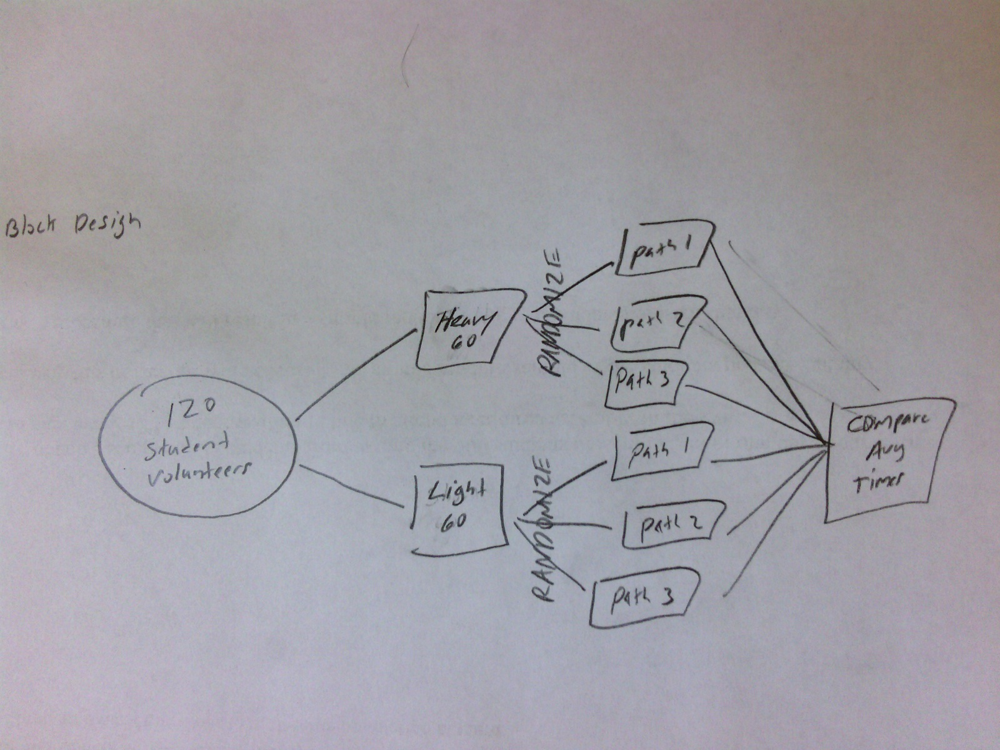 Block Design
120
Student
Volunteers
Heavy
60
RANDOMIZE
path 1
path 2
Path 3
Light
60
RANDOMIZE
path 1
path 2
Path 3
Compare
Avg
Times